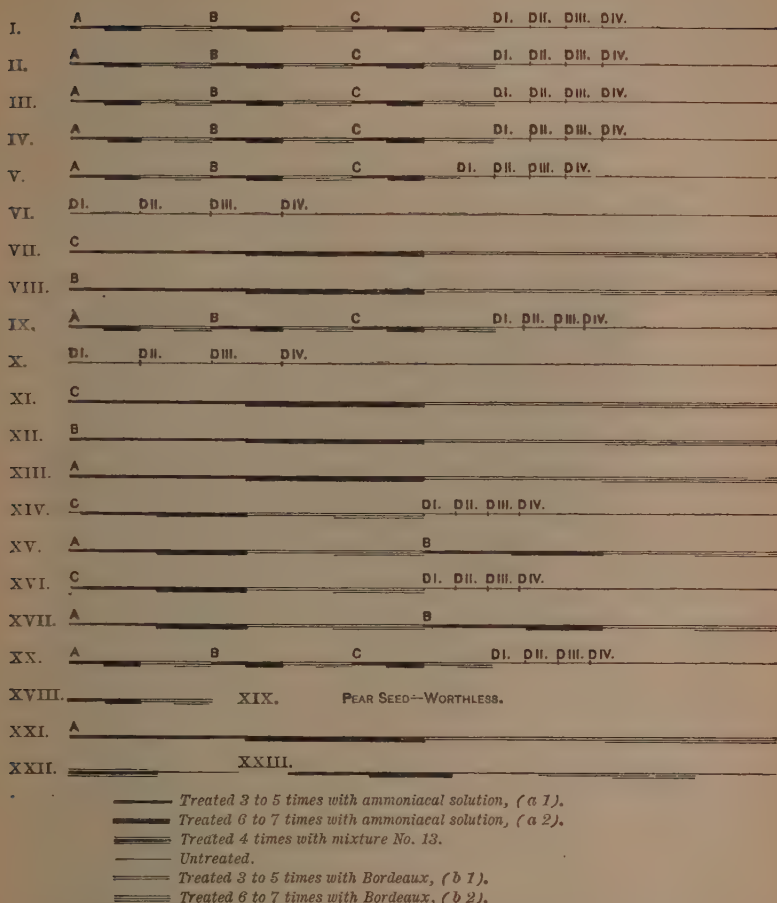 I. A B C DI. DII. DIII. DIV.
II. A B C DI. DII. DIII. DIV.
III. A B C DI. DII. DIII. DIV.
IV. A B C DI. DII. DIII. DIV.
V. A B C DI. DII. DIII. DIV.
VI. DI. DII. DIII. DIV.
VII. C
VIII. B
IX. A B C DI. DII. DIII. DIV.
X. DI. DII. DIII. DIV.
XI. C
XII. B
XIII. A
XIV. C DI. DII. DIII. DIV.
XV. A B
XVI. C DI. DII. DIII. DIV.
XVII. A B
XX. A B C DI. DII. DIII. DIV.
XVIII. XIX. PEAR SEED—WORTHLESS.
XXI. A
XXII. XXIII.
Treated 3 to 5 times with ammoniacal solution, (a 1).
Treated 6 to 7 times with ammoniacal solution, (a 2).
Treated 4 times with mixture No. 13.
Untreated.
Treated 3 to 5 times with Bordeaux, (b 1).
Treated 6 to 7 times with Bordeaux, (b 2).